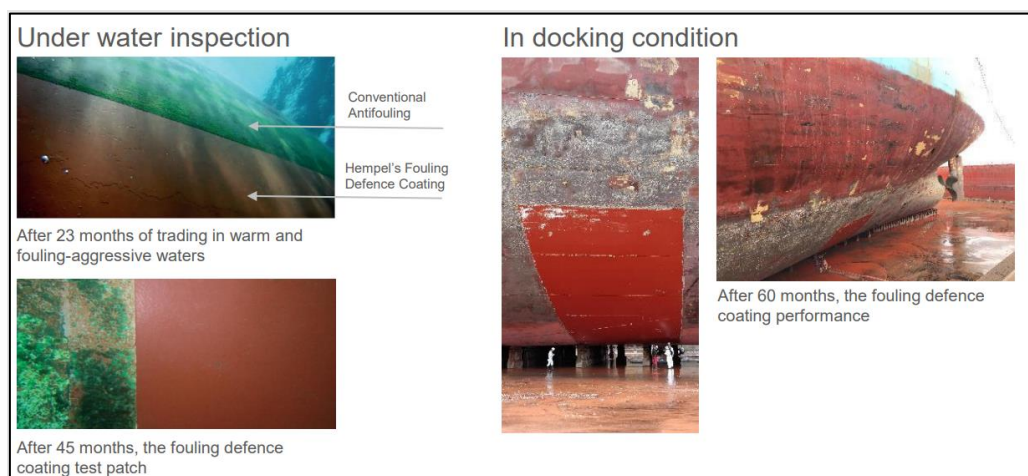 Under water inspection
Conventional
Antifouling
Hempel's Fouling
Defence Coating
After 23 months of trading in warm and
fouling-aggressive waters
After 45 months, the fouling defence
coating test patch
In docking condition
After 60 months, the fouling defence
coating performance